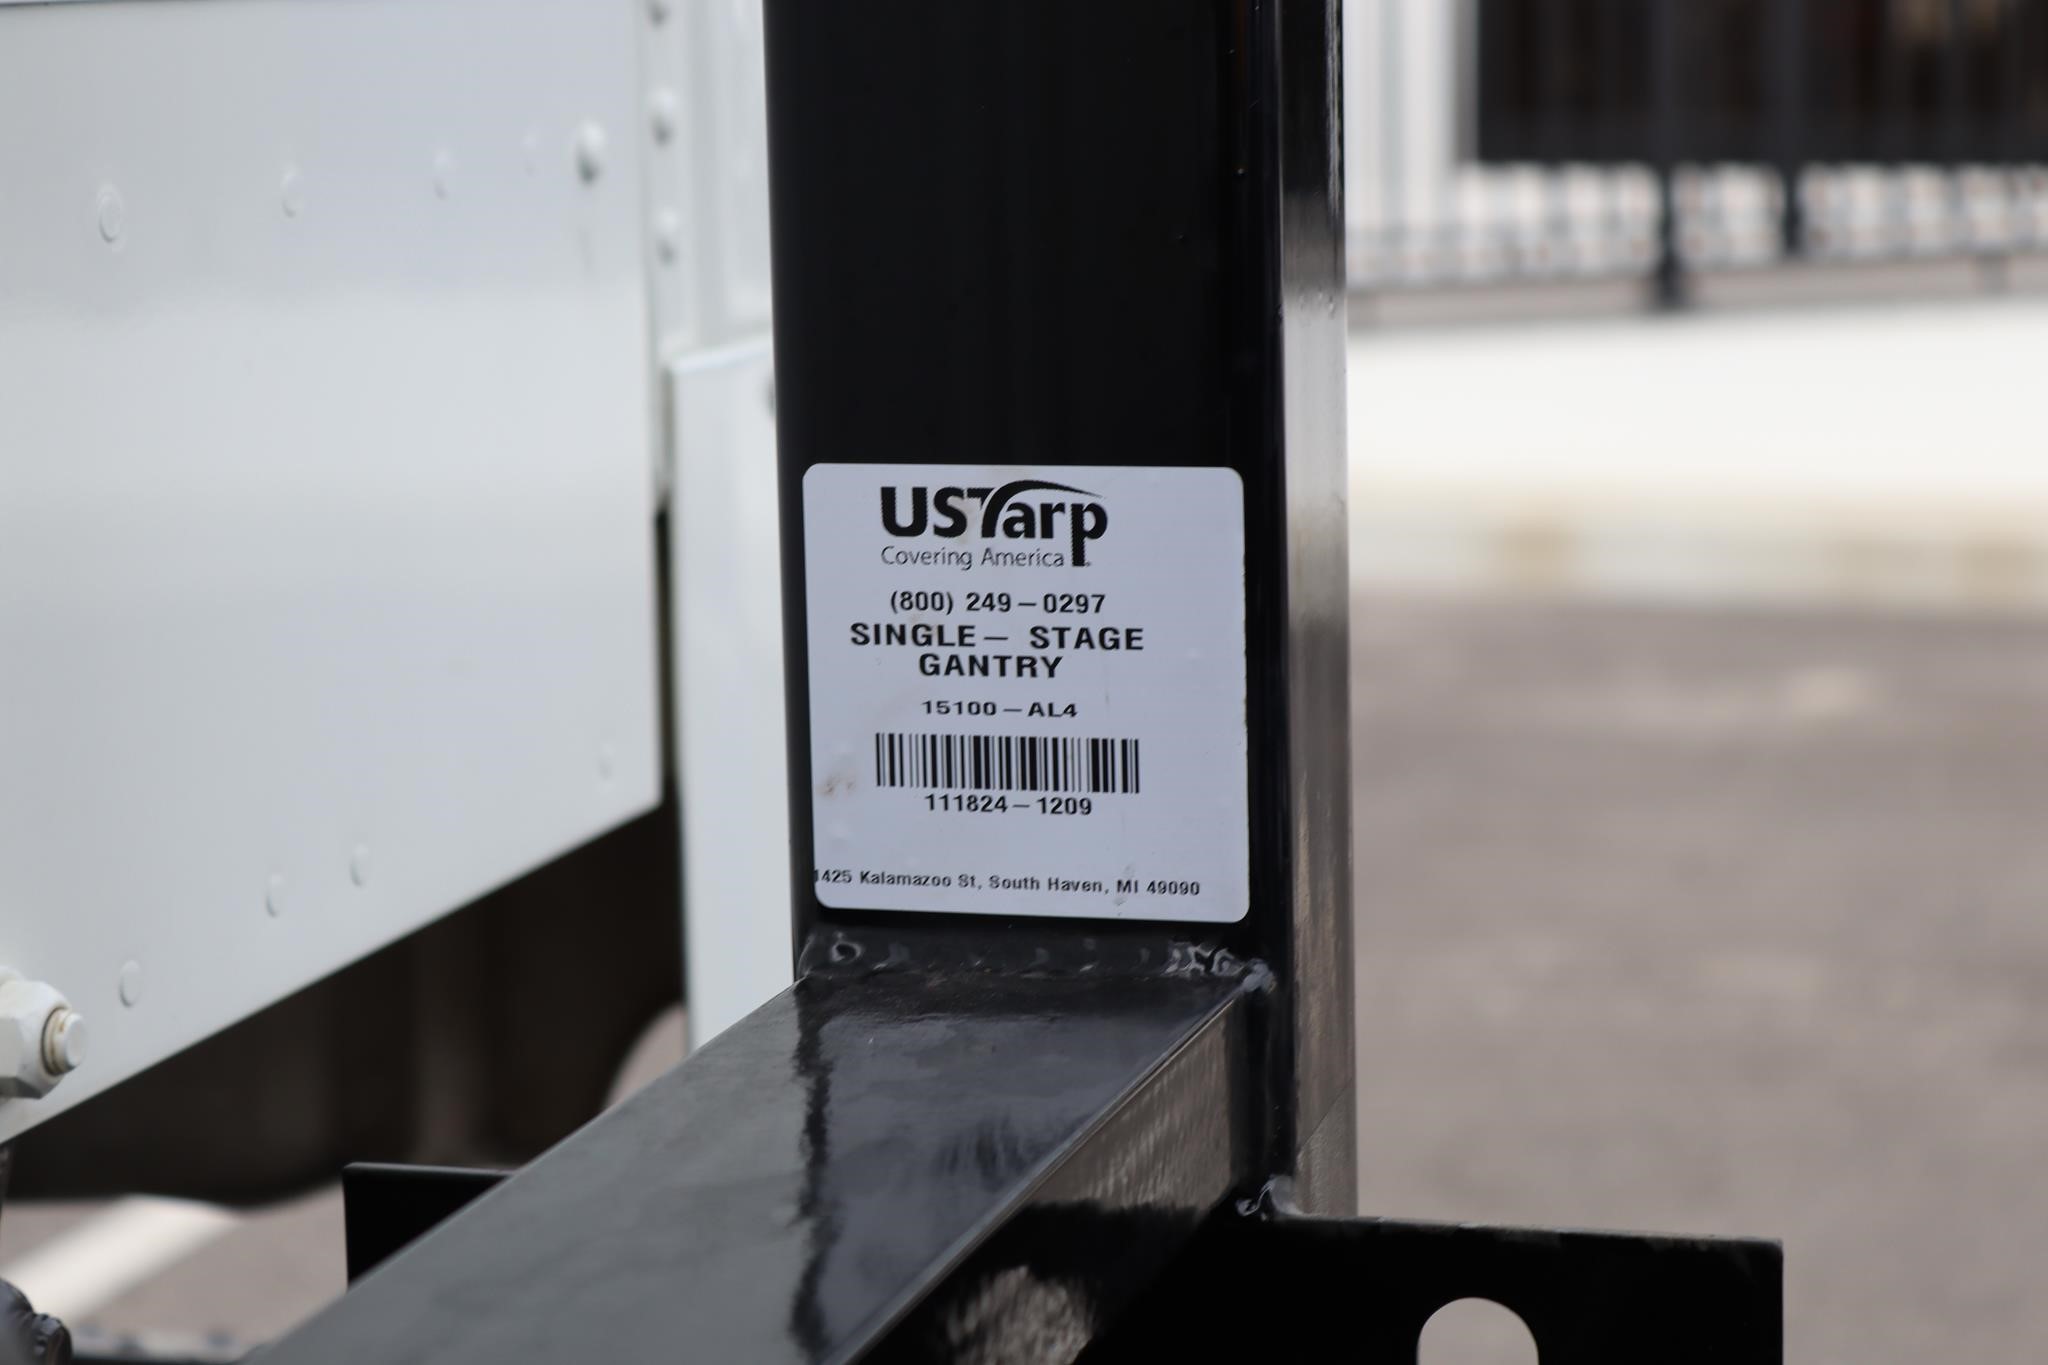 USTarp
Covering America
(800) 249-0297
SINGLE- STAGE
GANTRY
15100-AL4
111824-1209
1425 Kalamazoo St, South Haven, MI 49090